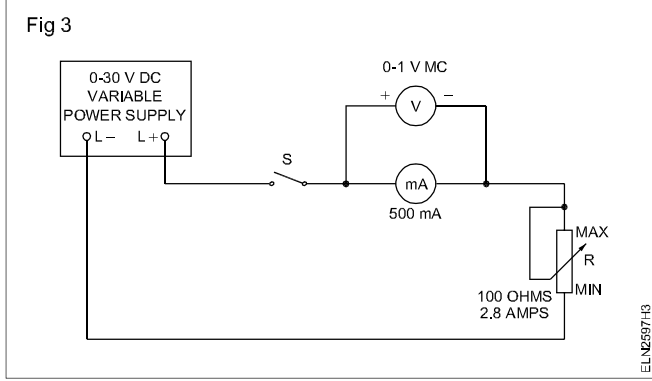 Fig 3
0-30 V DC
VARIABLE
POWER SUPPLY
L– L+
0-1 V MC
+ V –
S
mA
500 mA
MAX
R
MIN
100 OHMS
2.8 AMPS
ELN2597H3